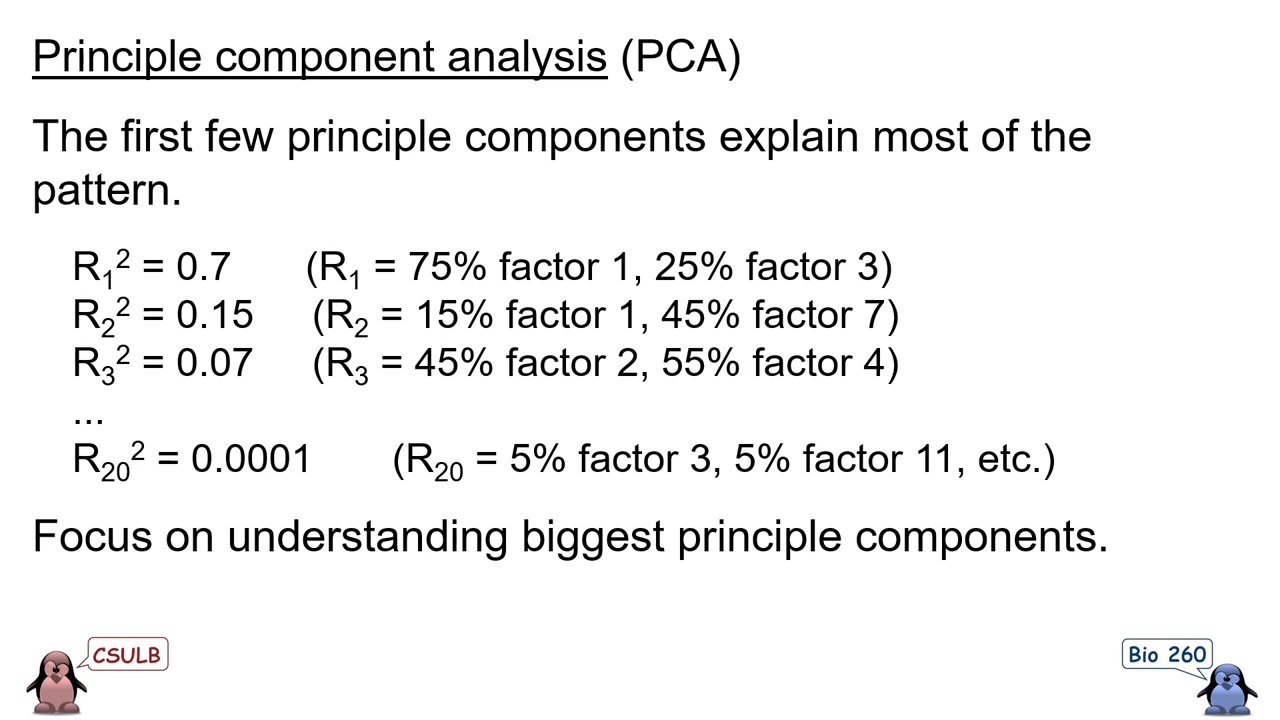 Principle component analysis (PCA)
The first few principle components explain most of the
pattern.
R₁² = 0.7 (R₁ = 75% factor 1, 25% factor 3)
R₂² = 0.15 (R₂ = 15% factor 1, 45% factor 7)
R₃² = 0.07 (R₃ = 45% factor 2, 55% factor 4)
...
R₂₀² = 0.0001 (R₂₀ = 5% factor 3, 5% factor 11, etc.)
Focus on understanding biggest principle components.
CSULB
Bio 260